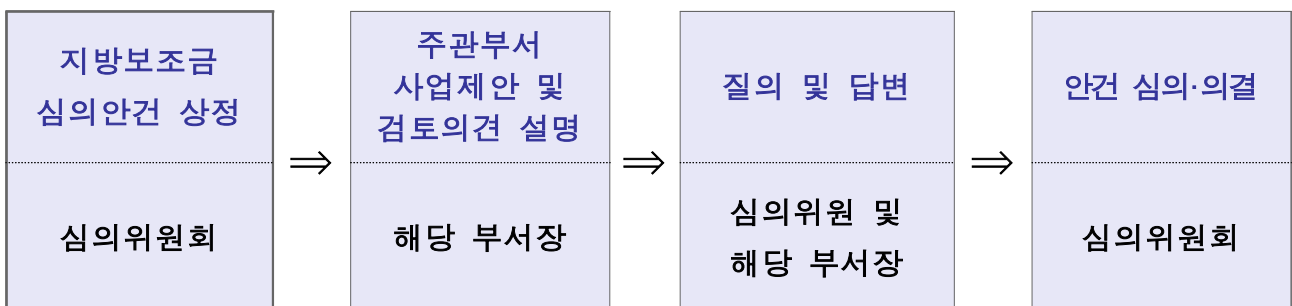 지방보조금
심의안건 상정
심의위원회
⇒
주관부서
사업제안 및
검토의견 설명
해당 부서장
⇒
질의 및 답변
심의위원 및
해당 부서장
⇒
안건 심의·의결
심의위원회